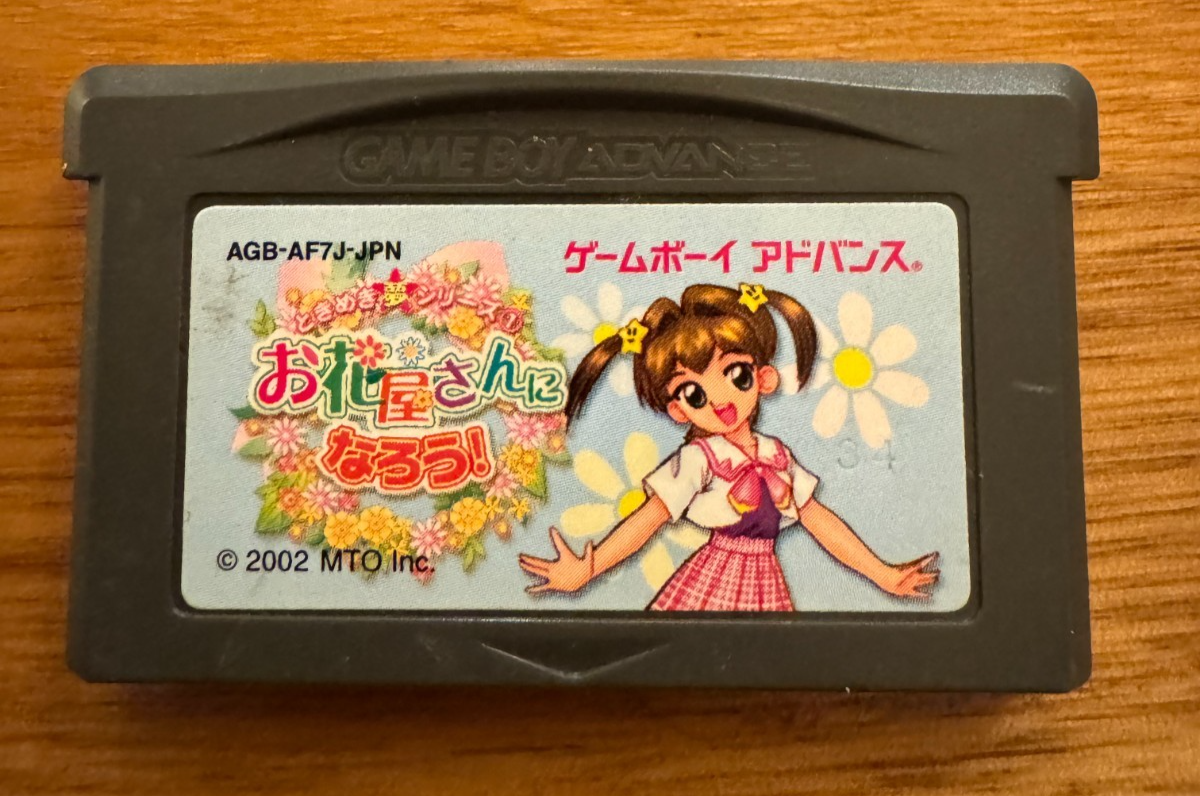 GAME BOY ADVANCE
AGB-AF7J-JPN
ゲームボーイ アドバンス®
ときめき夢シリーズ①
お花屋さんに
なろう!
34
© 2002 MTO Inc.